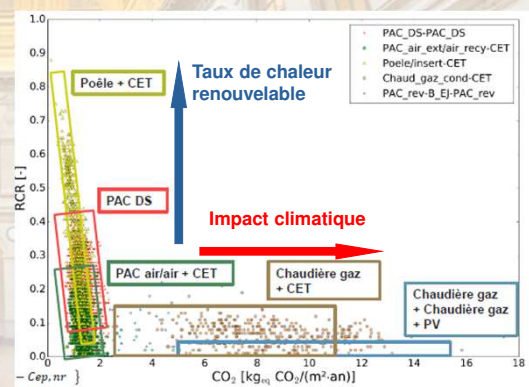 1.0
0.9
0.8
0.7
0.6
0.5
0.4
0.3
0.2
0.1
0.0
RCR [-]
Poêle + CET
Taux de chaleur
renouvelable
PAC_DS-PAC_DS
PAC_air_ext/air_recy-CET
Poele/insert-CET
Chaud_gaz_cond-CET
PAC_rev-B_EJ-PAC_rev
PAC DS
Impact climatique
PAC air/air + CET
Chaudière gaz
+ CET
Chaudière gaz
+ Chaudière gaz
+ PV
0 2 4 6 8 10 12 14 16 18
− Cep,nr }
CO₂ [kgeq CO₂/(m²·an)]